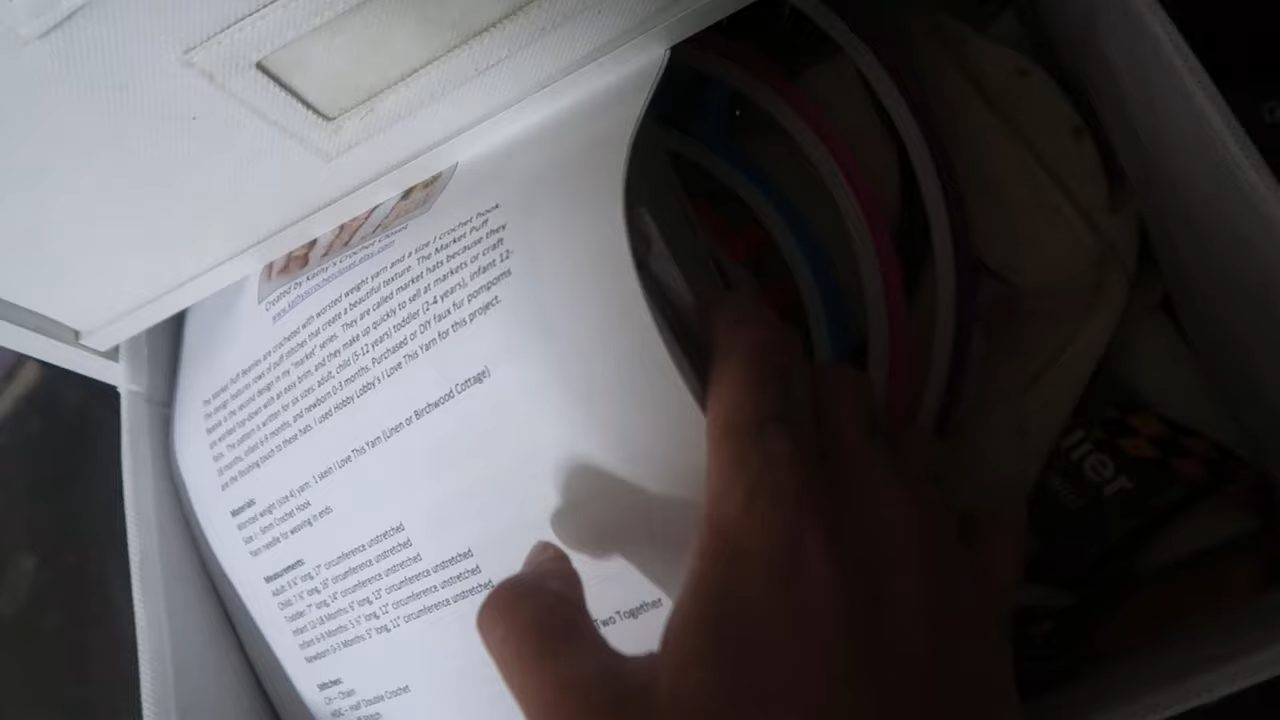 Created by Kathy's Crochet Closet
www.kathyscrochetcloset.etsy.com
The Market Puff Beanies are crocheted with worsted weight yarn and a size I crochet hook.
The design features rows of puff stitches that create a beautiful texture. The Market Puff
Beanie is the second design in my "market" series. They are called market hats because they
are worked top-down with an easy brim, and they make up quickly to sell at markets or craft
fairs. The pattern is written for six sizes: adult, child (5-12 years) toddler (2-4 years), infant 12-
18 months, infant 6-9 months, and newborn 0-3 months. Purchased or DIY faux fur pompoms
are the finishing touch to these hats. I used Hobby Lobby's I Love This Yarn for this project.
Materials:
Worsted weight (size 4) yarn: 1 skein I Love This Yarn (Linen or Birchwood Cottage)
Size I - Crochet Hook
Yarn needle for weaving in ends
Measurements:
Adult: 8 long, 17" circumference unstretched
Child: 7 long, 16" circumference unstretched
Toddler: 7" long, 14" circumference unstretched
Infant 12-18 Months: 6" long, 13" circumference unstretched
Infant 6-9 Months: 5 ½" long, 12" circumference unstretched
Newborn 0-3 Months: 5" long, 11" circumference unstretched
Stitches:
CH – Chain
HDC – Half Double Crochet
Two Together
ier